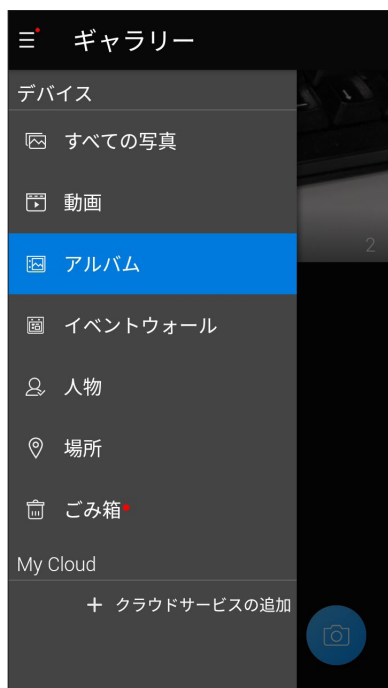 ギャラリー
デバイス
すべての写真
動画
アルバム
2
イベントウォール
人物
場所
ごみ箱
My Cloud
+ クラウドサービスの追加